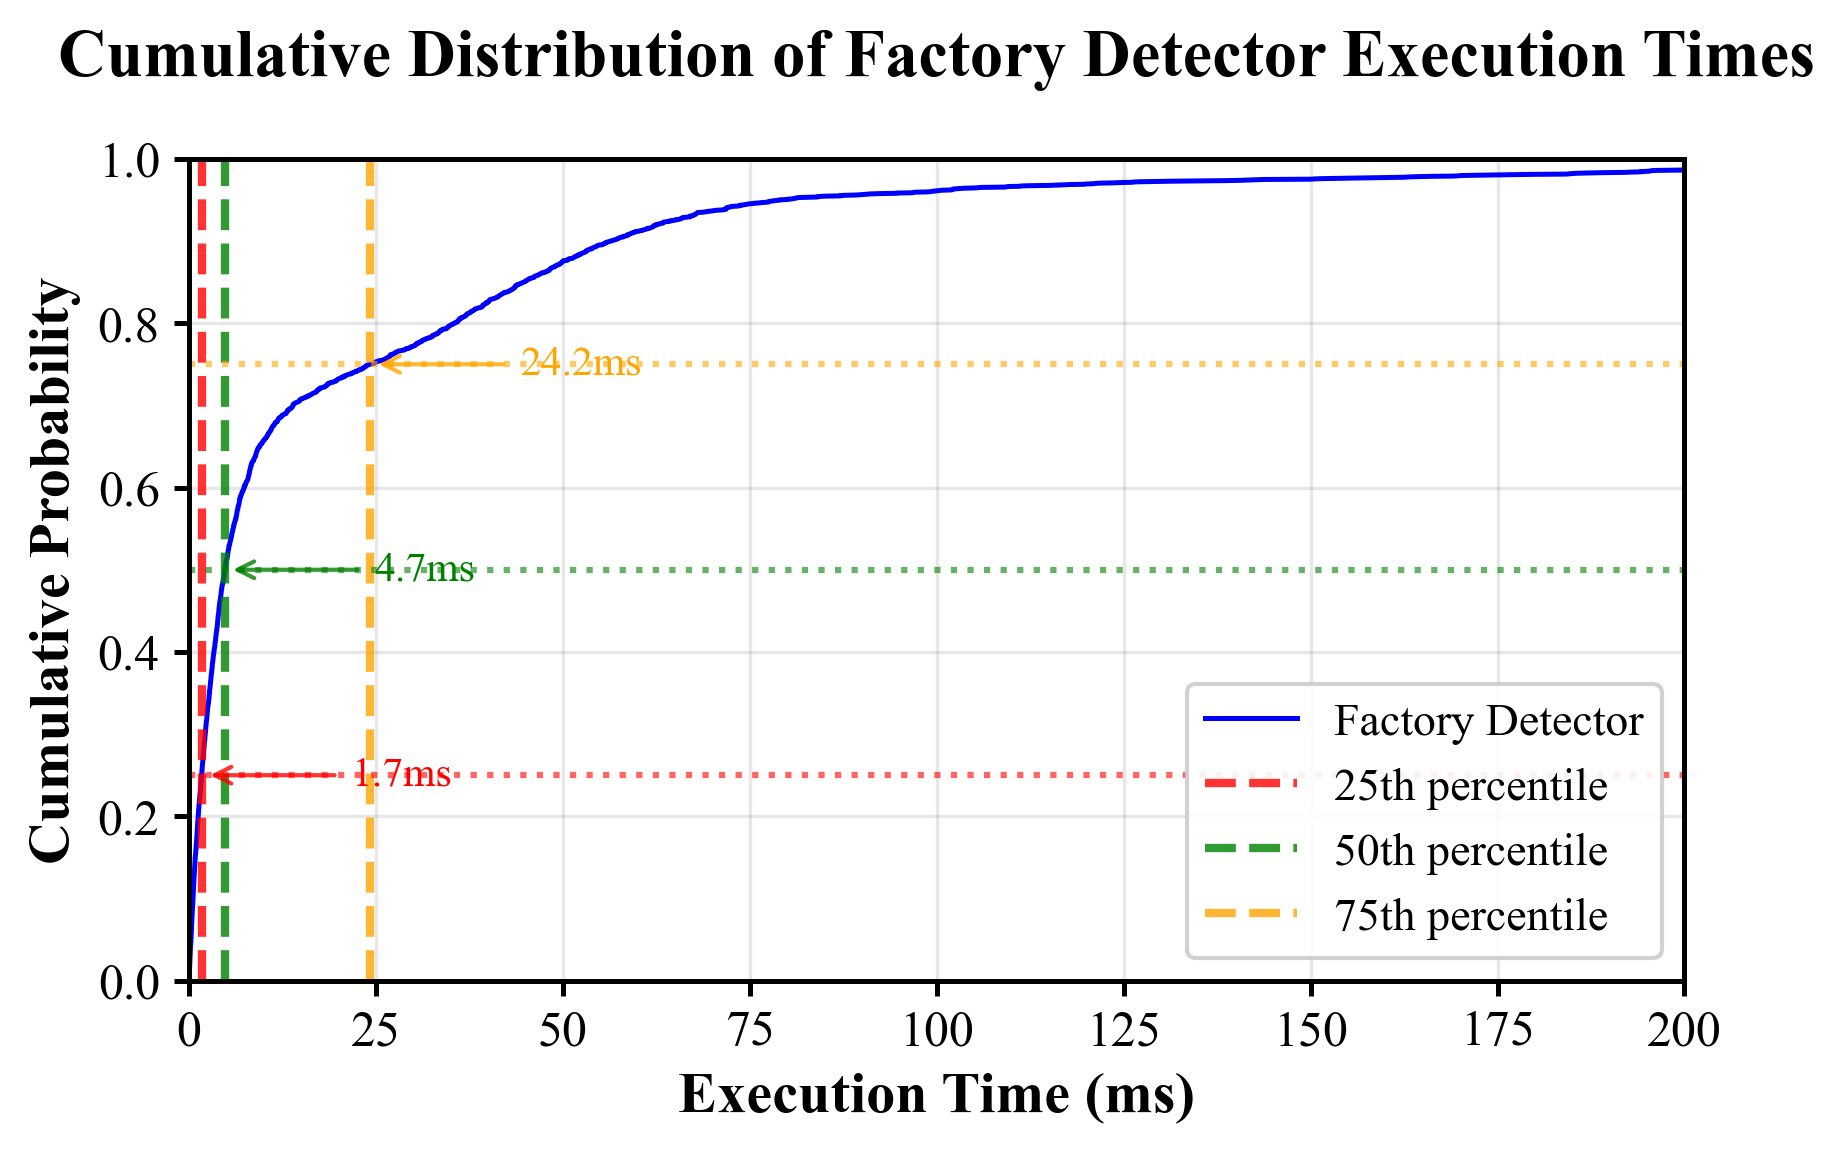 Cumulative Distribution of Factory Detector Execution Times
Cumulative Probability
1.0
0.8
0.6
0.4
0.2
0.0
24.2ms
4.7ms
1.7ms
Factory Detector
25th percentile
50th percentile
75th percentile
0 25 50 75 100 125 150 175 200
Execution Time (ms)